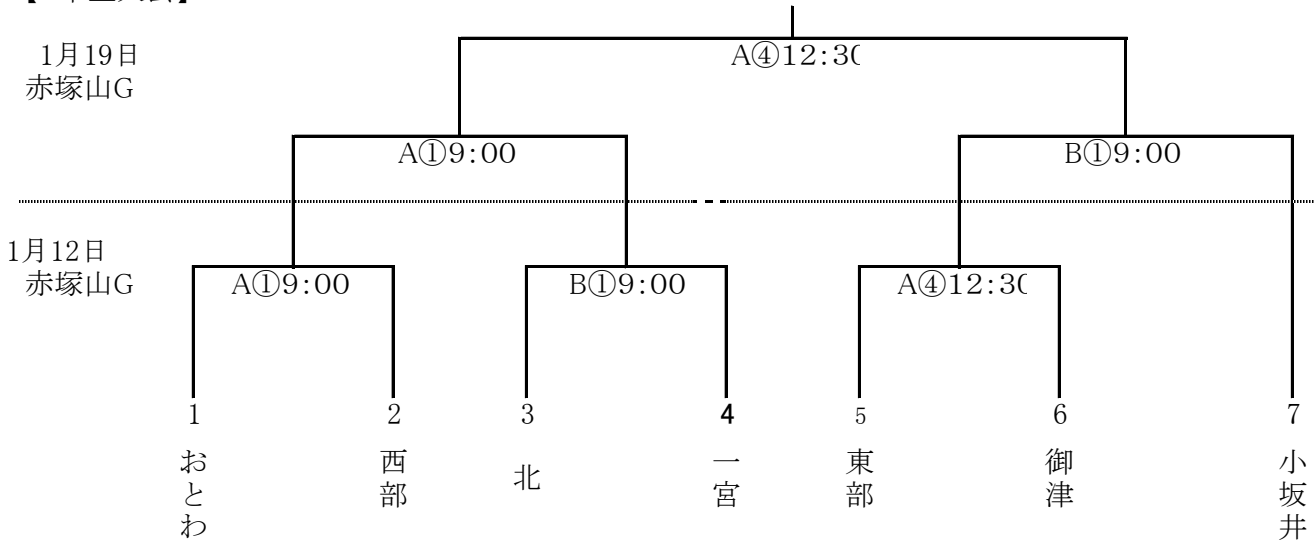 1月19日
赤塚山G
A④12:30
A①9:00
B①9:00
1月12日
赤塚山G
A①9:00
B①9:00
A④12:30
1
2
3
4
5
6
7
おとわ
西部
北
一宮
東部
御津
小坂井